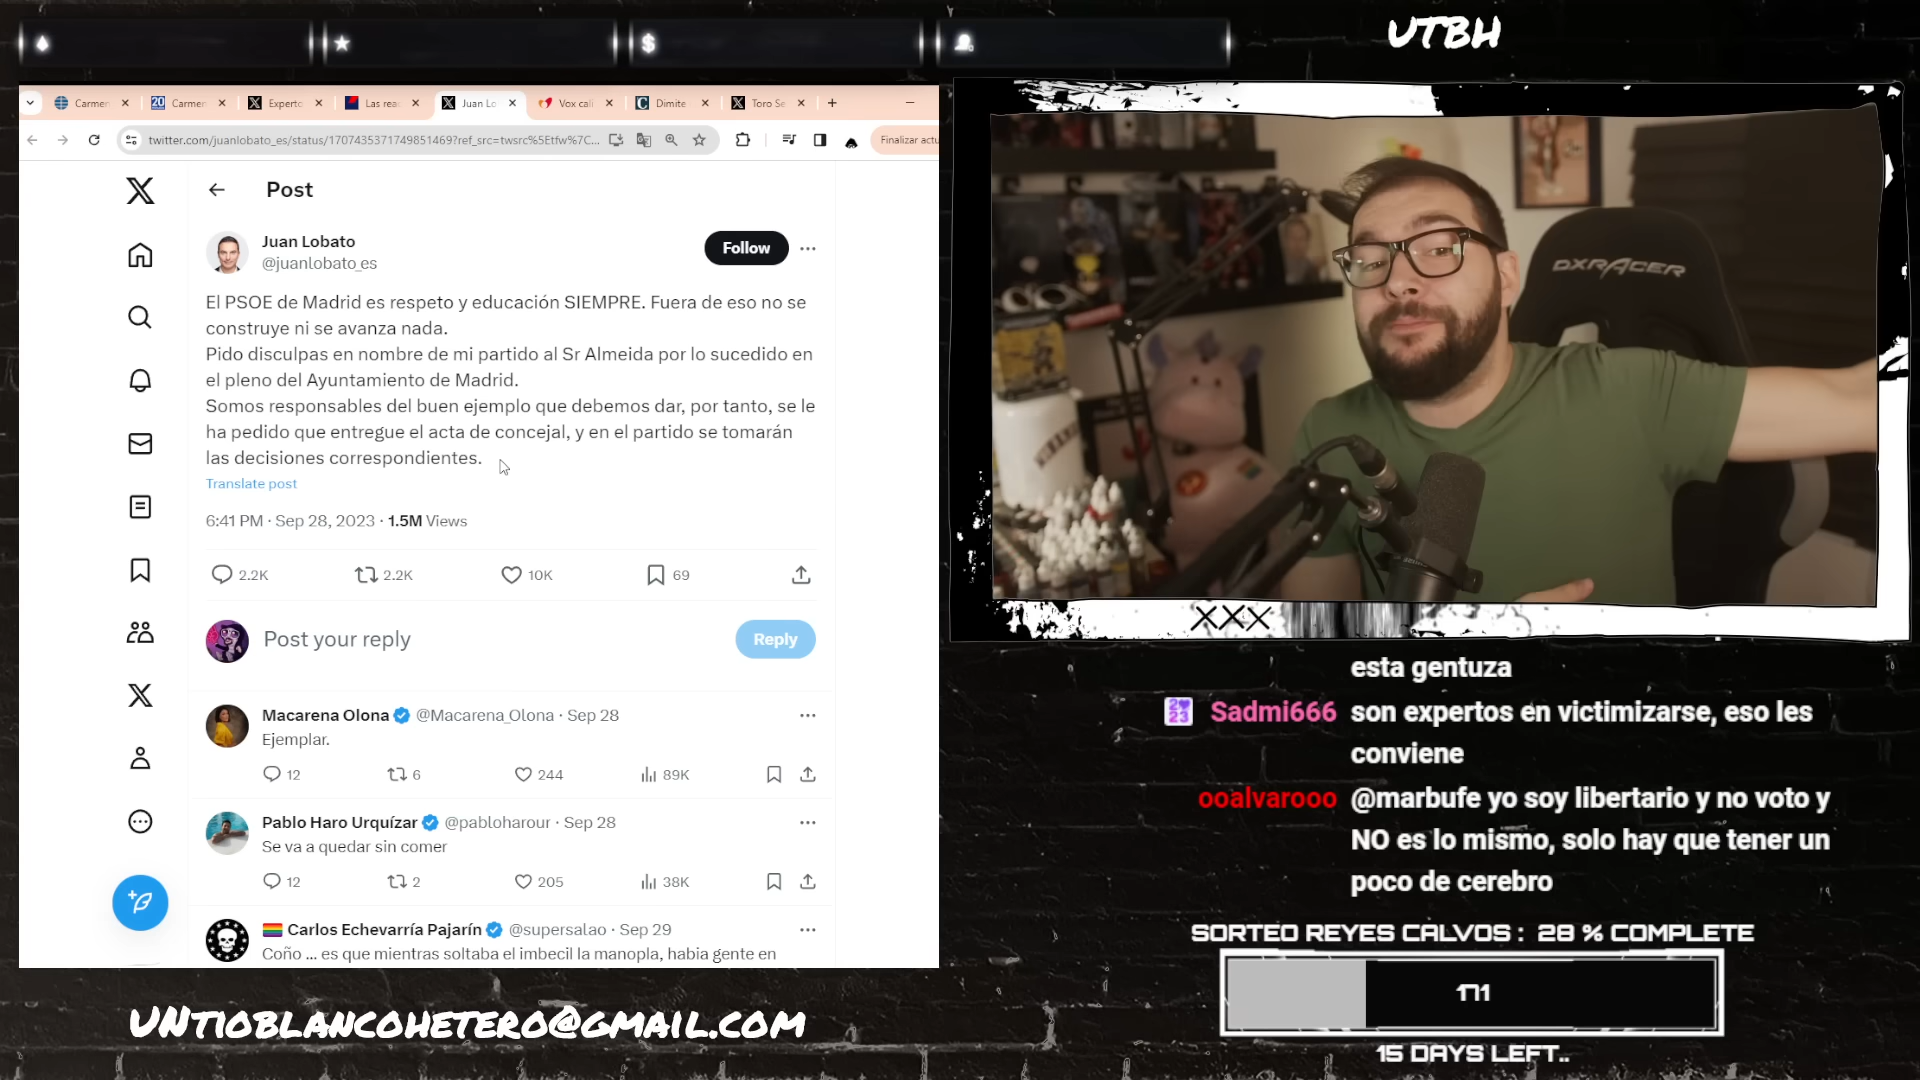 UTBH
Carmen
Carmen
Experto
Las rea
Juan Lo
Vox cali
Dimite
Toro Se
twitter.com/juanlobato_es/status/1707435371749851469?ref_src=twsrc%5Etfw%7C...
Finalizar actu
Post
Juan Lobato
@juanlobato_es
Follow
El PSOE de Madrid es respeto y educación SIEMPRE. Fuera de eso no se
construye ni se avanza nada.
Pido disculpas en nombre de mi partido al Sr Almeida por lo sucedido en
el pleno del Ayuntamiento de Madrid.
Somos responsables del buen ejemplo que debemos dar, por tanto, se le
ha pedido que entregue el acta de concejal, y en el partido se tomarán
las decisiones correspondientes.
Translate post
6:41 PM · Sep 28, 2023 · 1.5M Views
2.2K 2.2K 10K 69
Post your reply
Reply
Macarena Olona @Macarena_Olona · Sep 28
Ejemplar.
12 6 244 89K
Pablo Haro Urquízar @pabloharour · Sep 28
Se va a quedar sin comer
12 2 205 38K
Carlos Echevarría Pajarín @supersalao · Sep 29
Coño ... es que mientras soltaba el imbecil la manopla, habia gente en
DXRACER
XXX
esta gentuza
Sadmi666 son expertos en victimizarse, eso les
conviene
ooalvarooo @marbufe yo soy libertario y no voto y
NO es lo mismo, solo hay que tener un
poco de cerebro
SORTEO REYES CALVOS : 28 % COMPLETE
171
15 DAYS LEFT..
UNTIOBLANCOHETERO@GMAIL.COM